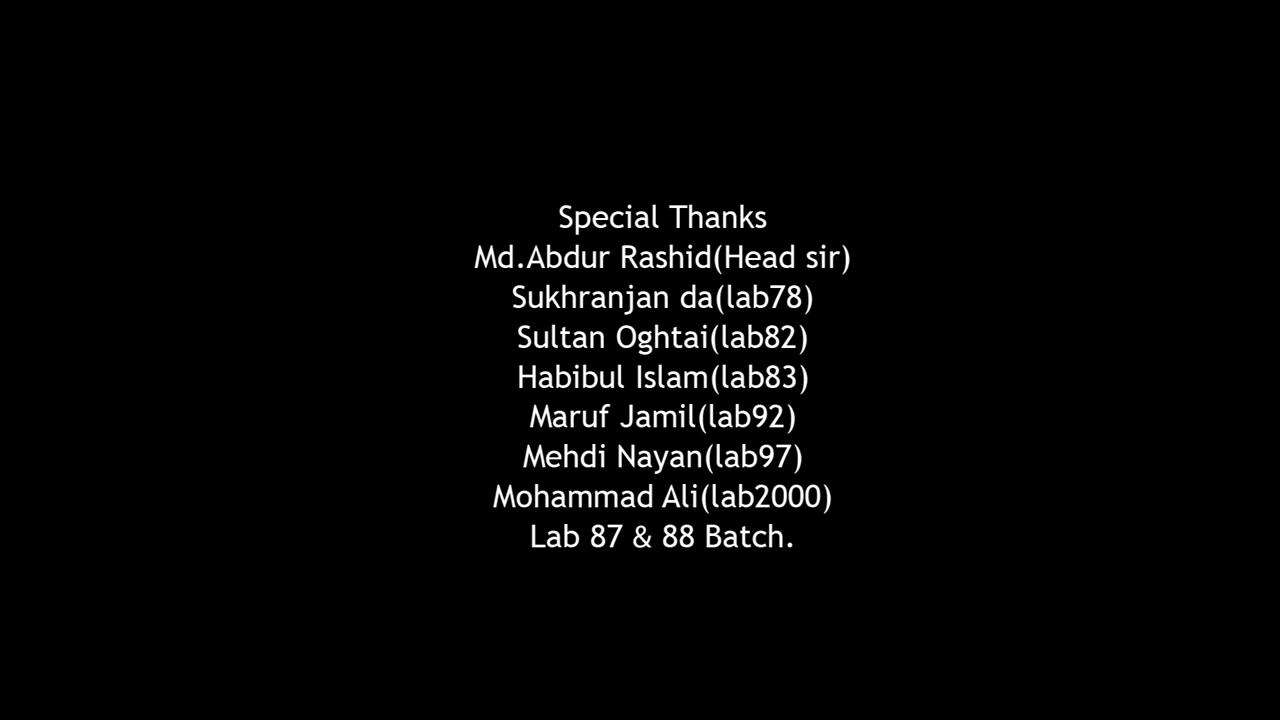 Special Thanks
Md.Abdur Rashid(Head sir)
Sukhranjan da(lab78)
Sultan Oghtai(lab82)
Habibul Islam(lab83)
Maruf Jamil(lab92)
Mehdi Nayan(lab97)
Mohammad Ali(lab2000)
Lab 87 & 88 Batch.